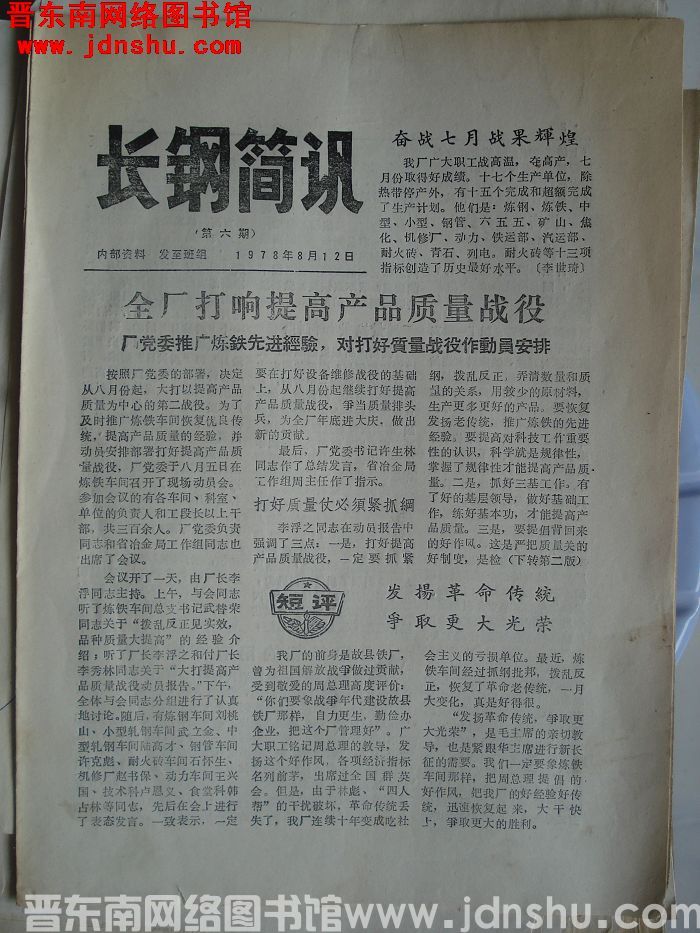 晋东南网络图书馆
www.jdnshu.com
长钢简讯
（第六期）
内部资料 发至班组 1978年8月12日
奋战七月战果輝煌
我厂广大职工战高温，夺高产，七
月份取得好成绩。十七个生产单位，除
热带停产外，有十五个完成和超额完成
了生产计划。他们是：炼钢、炼铁、中
型、小型、钢管、六五五、矿山、焦
化、机修厂、动力、铁运部、汽运部、
耐火砖、青石、列电。耐火砖等十三项
指标创造了历史最好水平。〔李世琦〕
全厂打响提高产品质量战役
厂党委推广炼鉄先进經驗，对打好質量战役作動員安排
按照厂党委的部署，决定
从八月份起，大打以提高产品
质量为中心的第二战役。为了
及时推广炼铁车间恢复优良传
统，提高产品质量的经验，并
动员安排部署打好提高产品质
量战役，厂党委于八月五日在
炼铁车间召开了现场动员会。
参加会议的有各车间、科室、
单位的负责人和工段长以上干
部，共三百余人。厂党委负责
同志和省冶金局工作组同志也
出席了会议。
会议开了一天，由厂长李
浮同志主持。上午，与会同志
听了炼铁车间总支书记武替荣
同志关于“拨乱反正见实效，
品种质量大提高”的经验介
绍；听了厂长李浮之和付厂长
李秀林同志关于“大打提高产
品质量战役动员报告。”下午，
全体与会同志分组进行了认真
地讨论。随后，有炼钢车间刘桃
山、小型轧钢车间武立金、中
型轧钢车间陆高才、钢管车间
许克彪、耐火砖车间石怀生、
机修厂赵书保、动力车间王兴
国、技术科卢恩义、食堂科韩
占林等同志，先后在会上进行
了表态发言。一致表示，一定
要在打好设备维修战役的基础
上，从八月份起继续打好提高
产品质量战役，争当质量排头
兵，为全厂年底进大庆，做出
新的贡献。
最后，厂党委书记许生林
同志作了总结发言，省冶金局
工作组周主任作了指示。
打好质量仗必須紧抓綱
李浮之同志在动员报告中
强调了三点：一是，打好提高
产品质量战役，一定要抓紧
纲，拨乱反正，弄清数量和质
量的关系，用较少的原材料，
生产更多更好的产品。要恢复
发扬老传统，推广炼铁的先进
经验。要提高对科技工作重要
性的认识，科学就是规律性，
掌握了规律性才能提高产品质
量。二是，抓好三基工作。有
了好的基层领导，做好基础工
作，练好基本功，才能提高产
品质量。三是，要提倡背回来
的好作风。这是严把质量关的
好制度，是检（下转第二版）
短评
发揚革命传統
爭取更大光荣
我厂的前身是故县铁厂，
曾为祖国解放战争做过贡献，
受到敬爱的周总理高度评价：
“你们要象战争年代建设故县
铁厂那样，自力更生，勤俭办
企业，把这个厂管理好”。广
大职工铭记周总理的教导，发
扬这个好作风，各项经济指标
名列前茅，出席过全国群英
会。但是，由于林彪、“四人
帮”的干扰破坏，革命传统丢
失了，我厂连续十年变成吃社
会主义的亏损单位。最近，炼
铁车间经过抓纲批邦，拨乱反
正，恢复了革命老传统，一月
大变化，真是好得很。
“发扬革命传统，争取更
大光荣”，是毛主席的亲切教
导，也是紧跟华主席进行新长
征的需要。我们一定要象炼铁
车间那样，把周总理提倡的
好作风，把我厂的好经验好传
统，迅速恢复起来，大干快
上，争取更大的胜利。
晋东南网络图书馆www.jdnshu.com